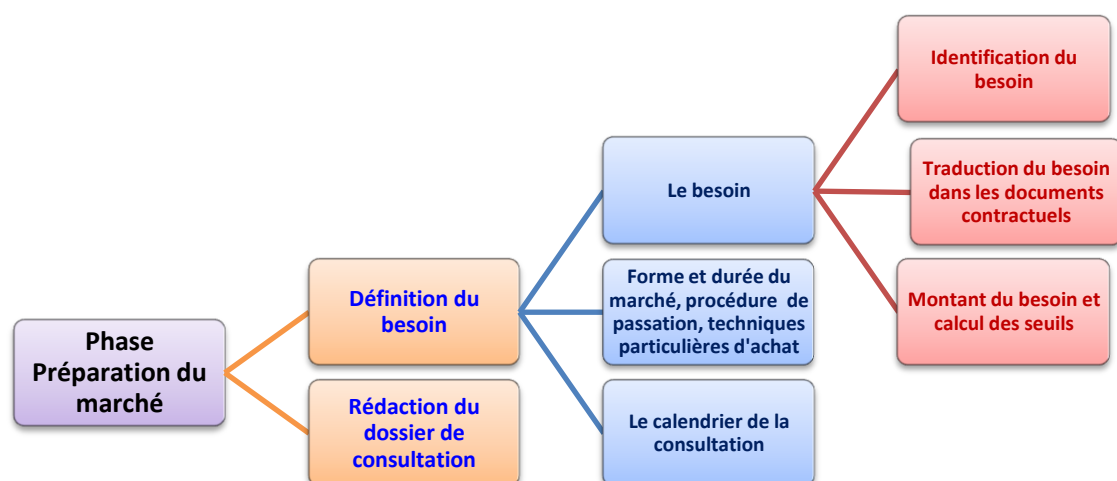 Phase
Préparation du
marché
Définition du
besoin
Rédaction du
dossier de
consultation
Le besoin
Forme et durée du
marché, procédure de
passation, techniques
particulières d'achat
Le calendrier de la
consultation
Identification du
besoin
Traduction du besoin
dans les documents
contractuels
Montant du besoin et
calcul des seuils